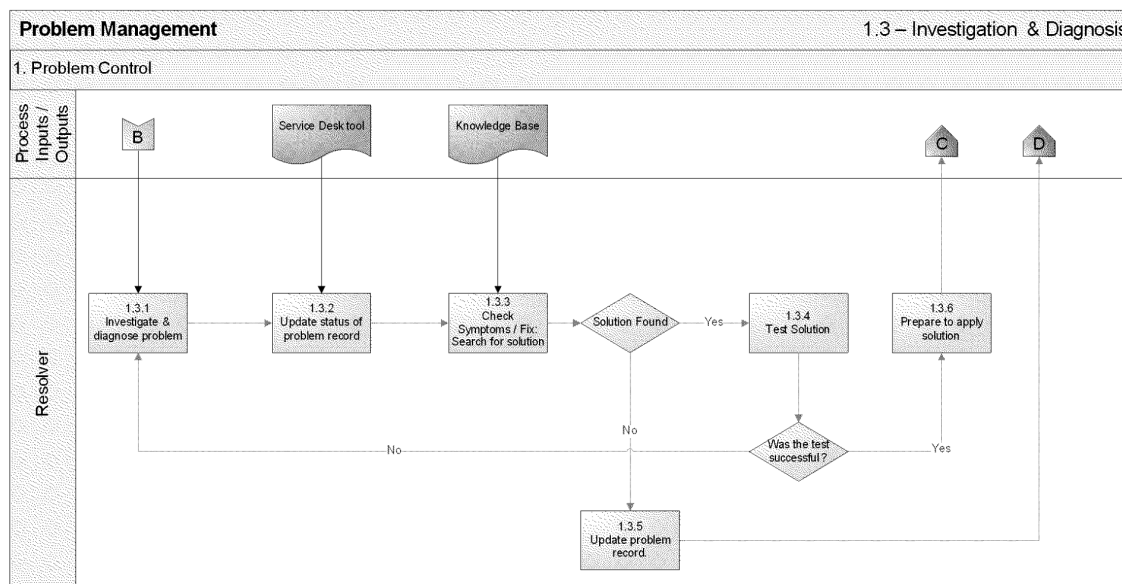 Problem Management
1.3 – Investigation & Diagnosis
1. Problem Control
Process
Inputs /
Outputs
B
Service Desk tool
Knowledge Base
C
D
Resolver
1.3.1
Investigate &
diagnose problem
1.3.2
Update status of
problem record
1.3.3
Check
Symptoms / Fix:
Search for solution
Solution Found
Yes
1.3.4
Test Solution
1.3.6
Prepare to apply
solution
No
No
Was the test
successful?
Yes
1.3.5
Update problem
record.